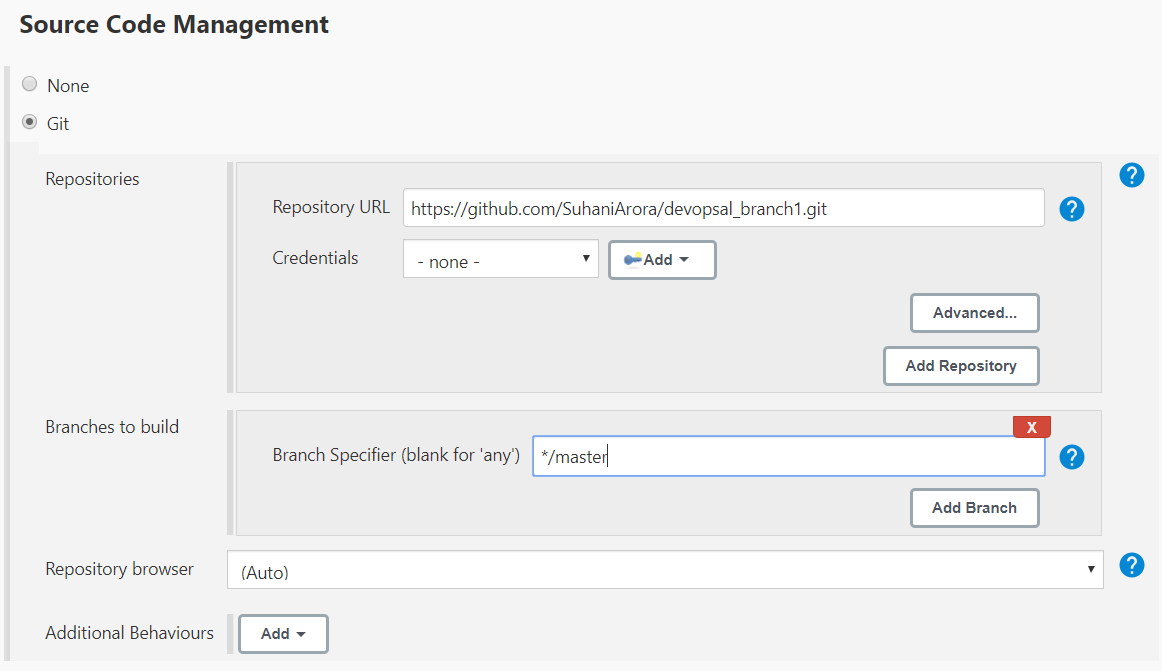 Source Code Management
None
Git
Repositories
?
Repository URL https://github.com/SuhaniArora/devopsal_branch1.git ?
Credentials - none - Add
Advanced...
Add Repository
Branches to build
X
Branch Specifier (blank for 'any') */master ?
Add Branch
Repository browser (Auto) ?
Additional Behaviours Add